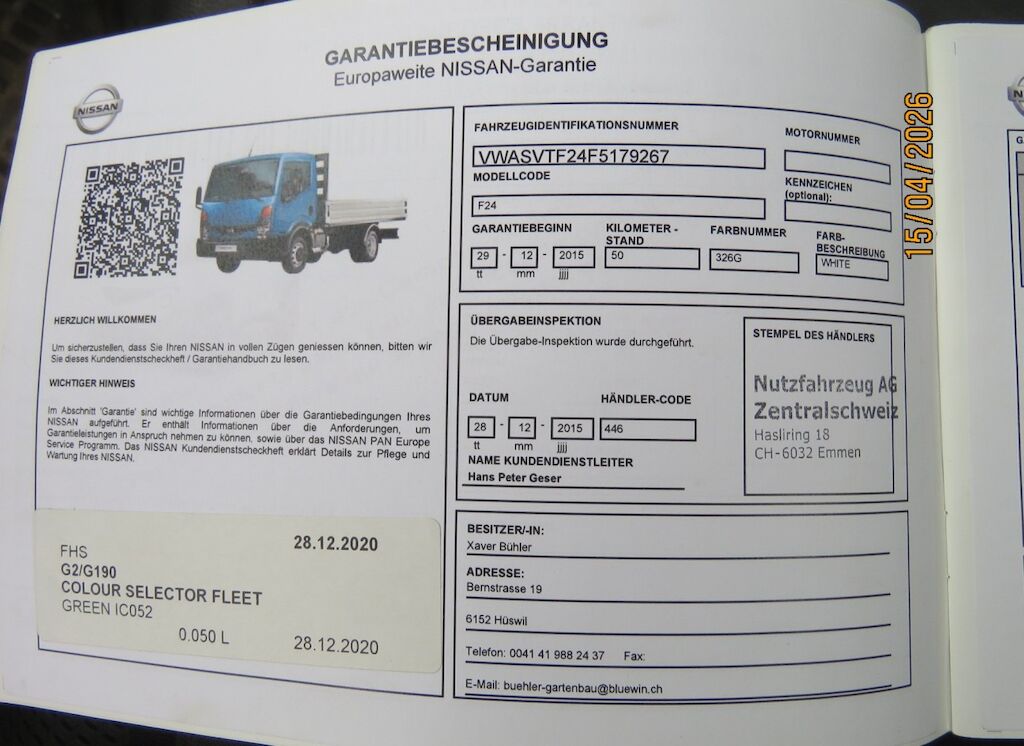 GARANTIEBESCHEINIGUNG
Europaweite NISSAN-Garantie
NISSAN
HERZLICH WILLKOMMEN
Um sicherzustellen, dass Sie Ihren NISSAN in vollen Zügen geniessen können, bitten wir
Sie dieses Kundendienstscheckheft / Garantiehandbuch zu lesen.
WICHTIGER HINWEIS
Im Abschnitt 'Garantie' sind wichtige Informationen über die Garantiebedingungen Ihres
NISSAN aufgeführt. Er enthält Informationen über die Anforderungen, um
Garantieleistungen in Anspruch nehmen zu können, sowie über das NISSAN PAN Europe
Service Programm. Das NISSAN Kundendienstscheckheft erklärt Details zur Pflege und
Wartung Ihres NISSAN.
28.12.2020
FHS
G2/G190
COLOUR SELECTOR FLEET
GREEN IC052
0.050 L 28.12.2020
FAHRZEUGIDENTIFIKATIONSNUMMER
VWASVTF24F5179267
MOTORNUMMER
MODELLCODE
F24
KENNZEICHEN
(optional):
GARANTIEBEGINN
29 - 12 - 2015
tt mm jjjj
KILOMETER -
STAND
50
FARBNUMMER
326G
FARB-
BESCHREIBUNG
WHITE
ÜBERGABEINSPEKTION
Die Übergabe-Inspektion wurde durchgeführt.
DATUM HÄNDLER-CODE
28 - 12 - 2015 446
tt mm jjjj
NAME KUNDENDIENSTLEITER
Hans Peter Geser
STEMPEL DES HÄNDLERS
Nutzfahrzeug AG
Zentralschweiz
Hasliring 18
CH-6032 Emmen
BESITZER/-IN:
Xaver Bühler
ADRESSE:
Bernstrasse 19
6152 Hüswil
Telefon: 0041 41 988 24 37 Fax:
E-Mail: buehler-gartenbau@bluewin.ch
15/04/2026